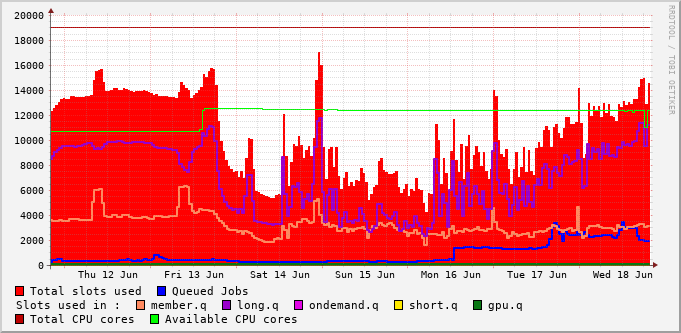 20000
18000
16000
14000
12000
10000
8000
6000
4000
2000
0
Thu 12 Jun Fri 13 Jun Sat 14 Jun Sun 15 Jun Mon 16 Jun Tue 17 Jun Wed 18 Jun
Total slots used Queued Jobs
Slots used in : member.q long.q ondemand.q short.q gpu.q
Total CPU cores Available CPU cores
RRDTOOL / TOBI OETIKER